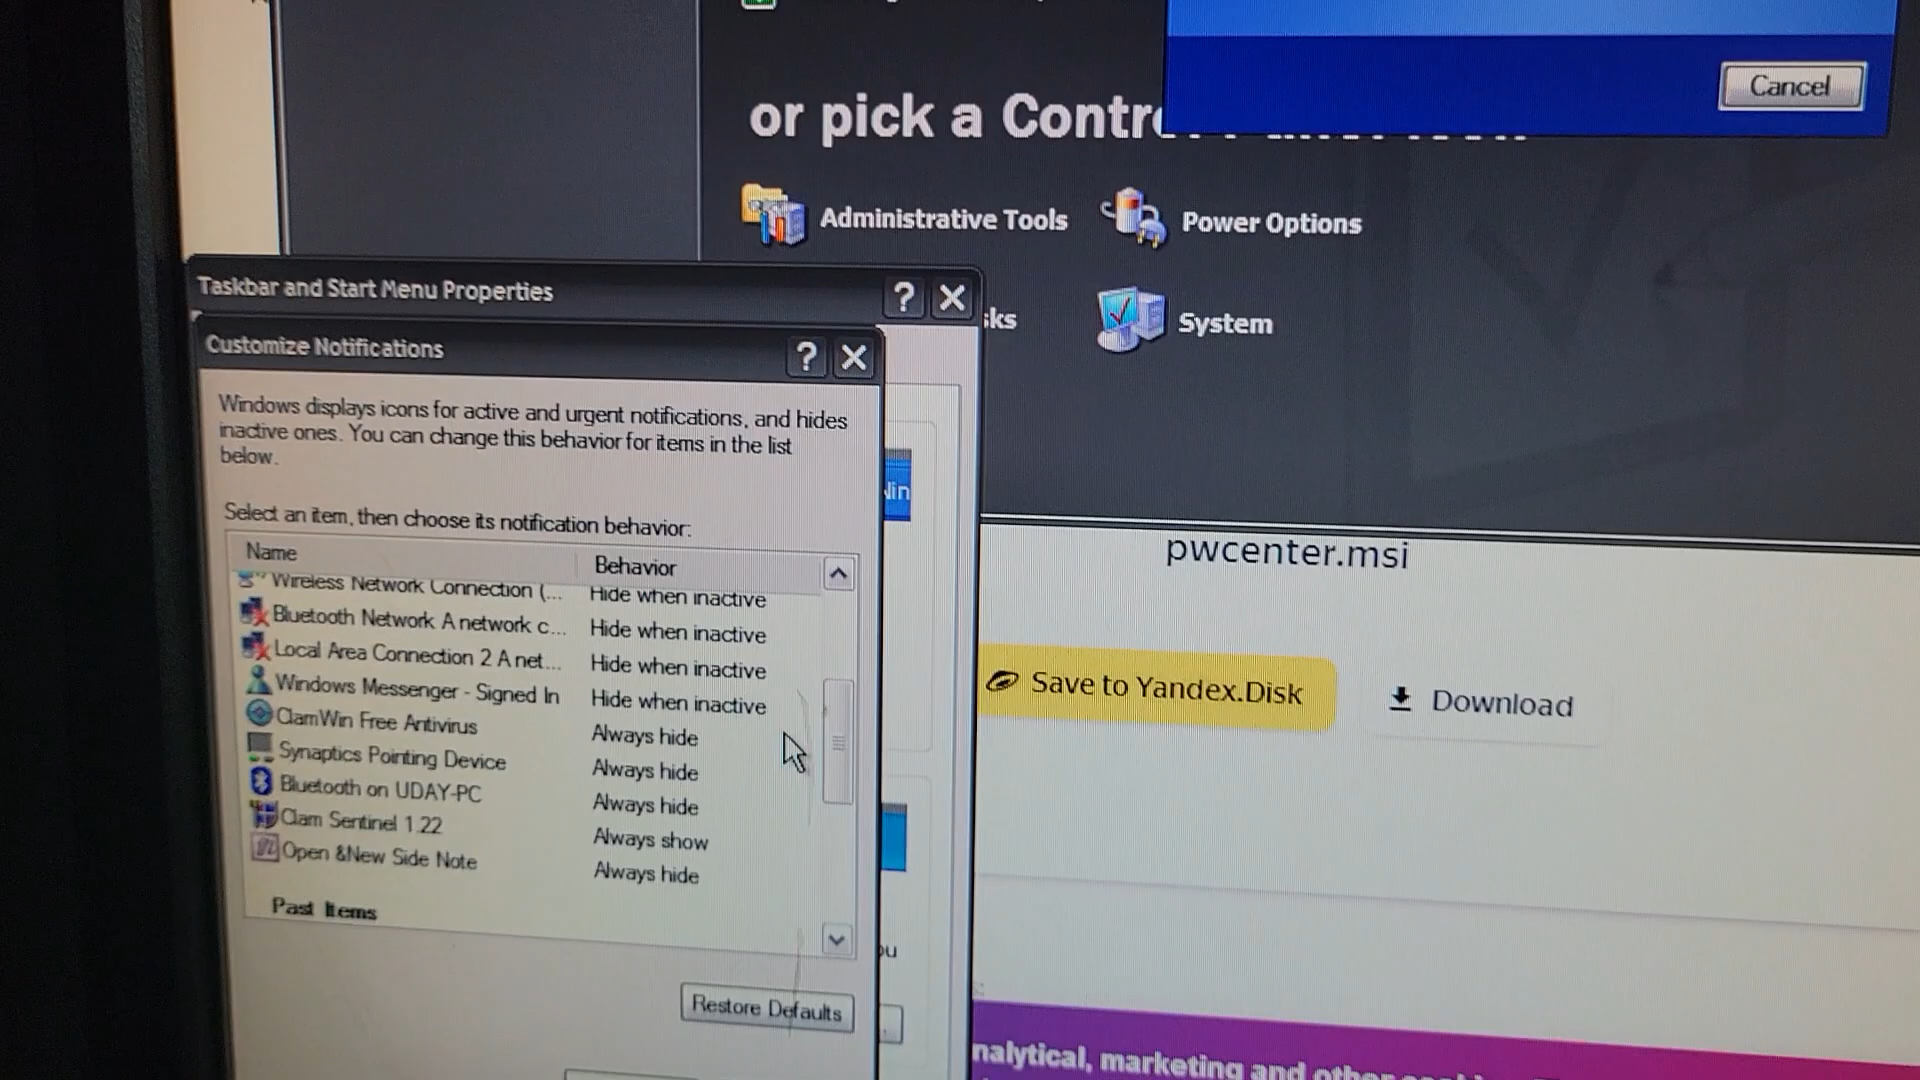 Cancel
or pick a Contr
Administrative Tools
Power Options
sks
System
Taskbar and Start Menu Properties
Customize Notifications
Windows displays icons for active and urgent notifications, and hides
inactive ones. You can change this behavior for items in the list
below.
Select an item, then choose its notification behavior:
Name Behavior
Wireless Network Connection (... Hide when inactive
Bluetooth Network A network c... Hide when inactive
Local Area Connection 2 A net... Hide when inactive
Windows Messenger - Signed In Hide when inactive
ClamWin Free Antivirus Always hide
Synaptics Pointing Device Always hide
Bluetooth on UDAY-PC Always hide
Clam Sentinel 1.22 Always show
Open &New Side Note Always hide
Past Items
Restore Defaults
pwcenter.msi
Save to Yandex.Disk
Download
nalytical, marketing and other